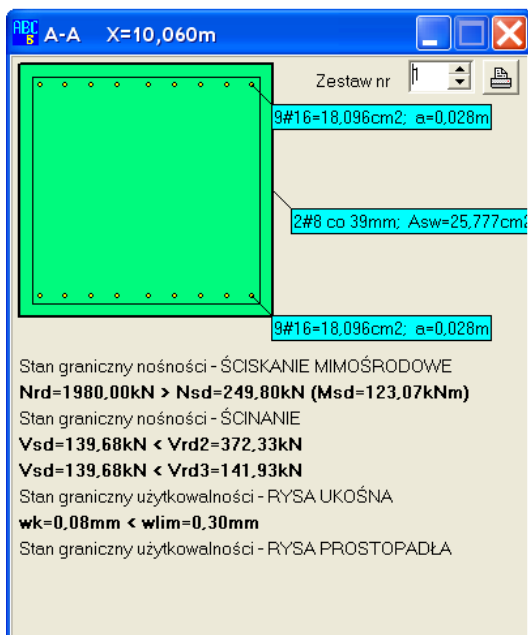 ABC
B
A-A X=10,060m
Zestaw nr 1
9#16=18,096cm2; a=0,028m
2#8 co 39mm; Asw=25,777cm2
9#16=18,096cm2; a=0,028m
Stan graniczny nośności - ŚCISKANIE MIMOŚRODOWE
Nrd=1980,00kN > Nsd=249,80kN (Msd=123,07kNm)
Stan graniczny nośności - ŚCINANIE
Vsd=139,68kN < Vrd2=372,33kN
Vsd=139,68kN < Vrd3=141,93kN
Stan graniczny użytkowalności - RYSA UKOŚNA
wk=0,08mm < wlim=0,30mm
Stan graniczny użytkowalności - RYSA PROSTOPADŁA